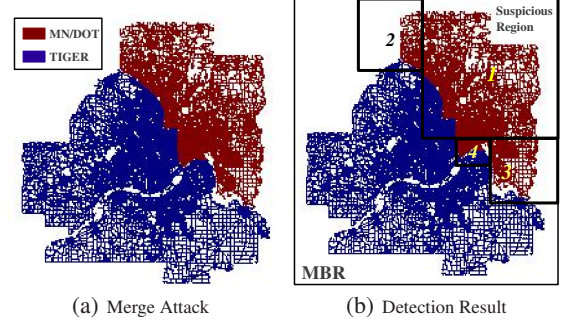 MN/DOT
TIGER
Suspicious
Region
2
1
4
3
MBR
(a) Merge Attack
(b) Detection Result